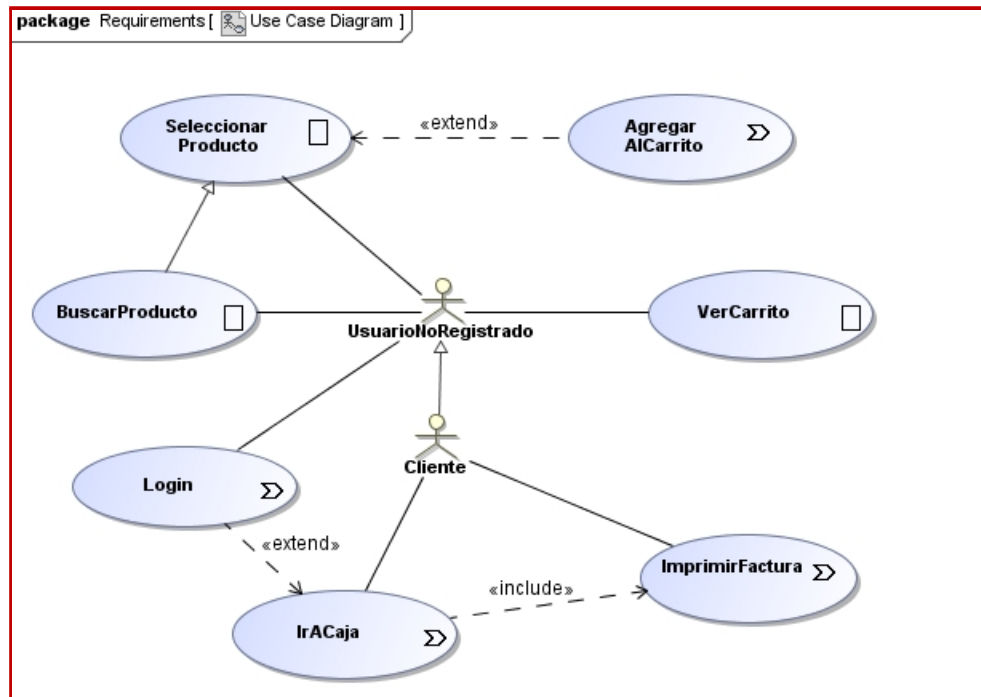 package Requirements [ Use Case Diagram ]
Seleccionar
Producto
«extend»
Agregar
AlCarrito
BuscarProducto
UsuarioNoRegistrado
VerCarrito
Cliente
Login
«extend»
ImprimirFactura
«include»
IrACaja